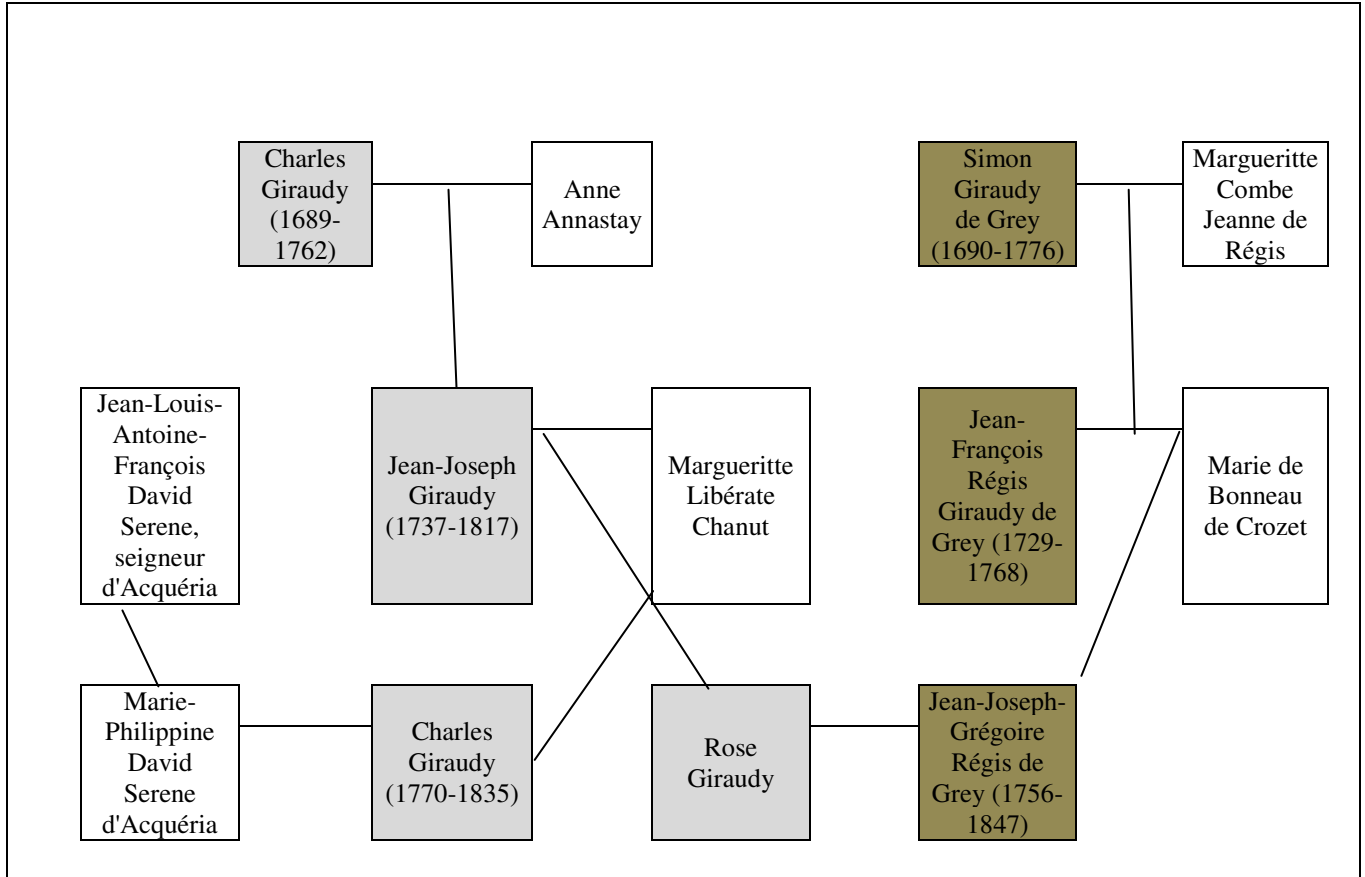 Charles
Giraudy
(1689-
1762)
Anne
Annastay
Simon
Giraudy
de Grey
(1690-1776)
Margueritte
Combe
Jeanne de
Régis
Jean-Louis-
Antoine-
François
David
Serene,
seigneur
d'Acquéria
Jean-Joseph
Giraudy
(1737-1817)
Margueritte
Libérate
Chanut
Jean-
François
Régis
Giraudy de
Grey (1729-
1768)
Marie de
Bonneau
de Crozet
Marie-
Philippine
David
Serene
d'Acquéria
Charles
Giraudy
(1770-1835)
Rose
Giraudy
Jean-Joseph-
Grégoire
Régis de
Grey (1756-
1847)